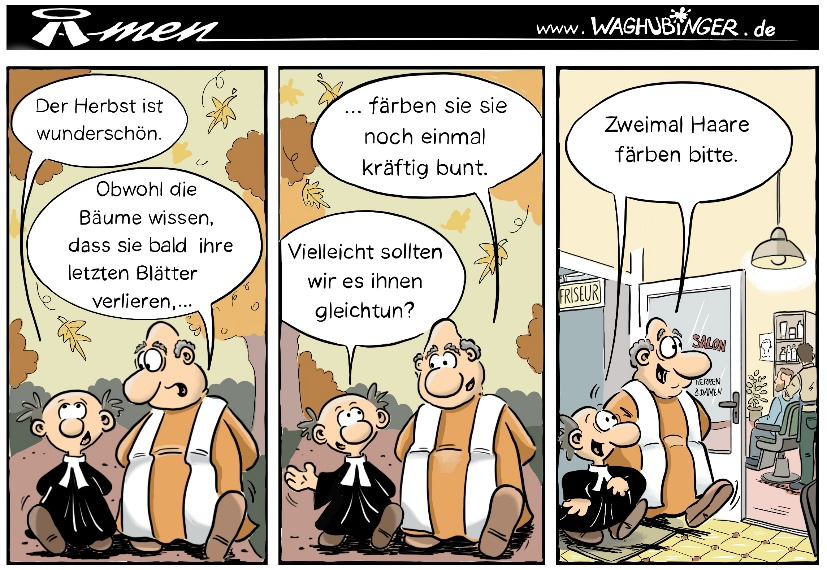 A-men
www.WAGHUBINGER.de
Der Herbst ist
wunderschön.
Obwohl die
Bäume wissen,
dass sie bald ihre
letzten Blätter
verlieren,...
... färben sie sie
noch einmal
kräftig bunt.
Vielleicht sollten
wir es ihnen
gleichtun?
Zweimal Haare
färben bitte.
FRISEUR
SALON
HERREN
& DAMEN